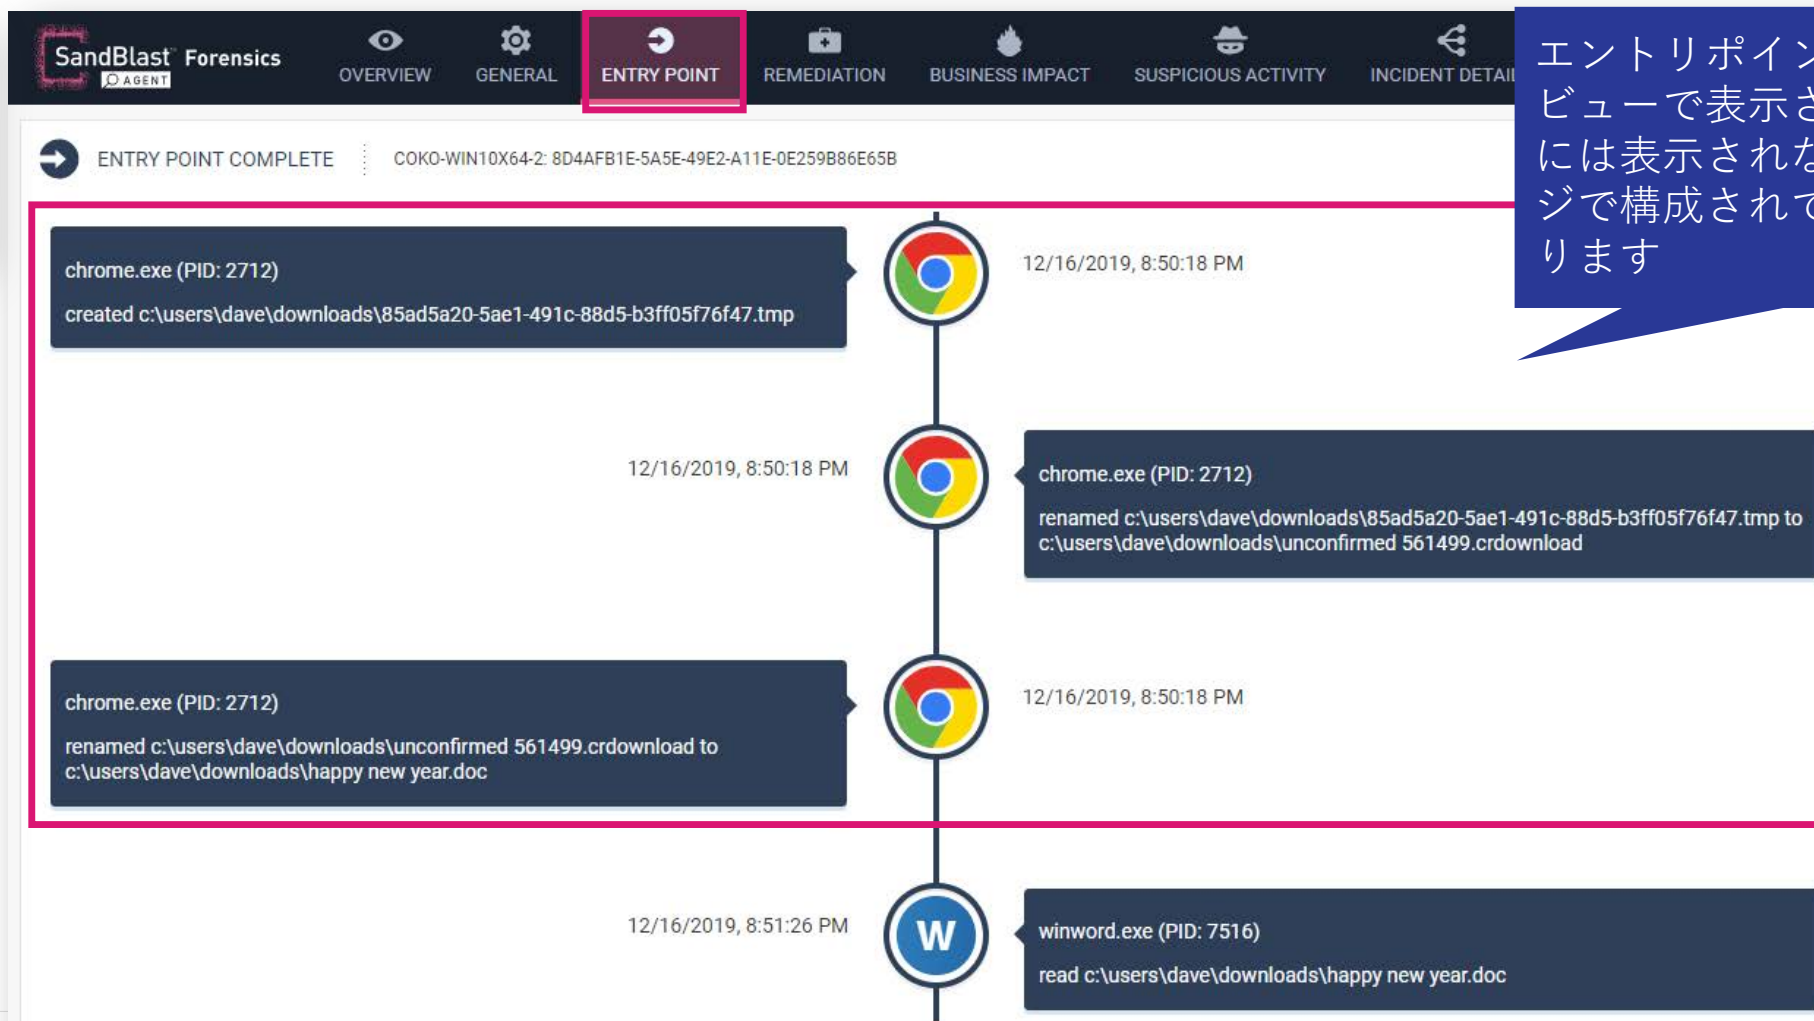 SandBlast™ Forensics
AGENT
OVERVIEW
GENERAL
ENTRY POINT
REMEDIATION
BUSINESS IMPACT
SUSPICIOUS ACTIVITY
INCIDENT DETAI
エントリポイン
ビューで表示さ
には表示されな
ジで構成されて
ります
ENTRY POINT COMPLETE
COKO-WIN10X64-2: 8D4AFB1E-5A5E-49E2-A11E-0E259B86E65B
chrome.exe (PID: 2712)
created c:\users\dave\downloads\85ad5a20-5ae1-491c-88d5-b3ff05f76f47.tmp
12/16/2019, 8:50:18 PM
12/16/2019, 8:50:18 PM
chrome.exe (PID: 2712)
renamed c:\users\dave\downloads\85ad5a20-5ae1-491c-88d5-b3ff05f76f47.tmp to
c:\users\dave\downloads\unconfirmed 561499.crdownload
chrome.exe (PID: 2712)
renamed c:\users\dave\downloads\unconfirmed 561499.crdownload to
c:\users\dave\downloads\happy new year.doc
12/16/2019, 8:50:18 PM
12/16/2019, 8:51:26 PM
W
winword.exe (PID: 7516)
read c:\users\dave\downloads\happy new year.doc